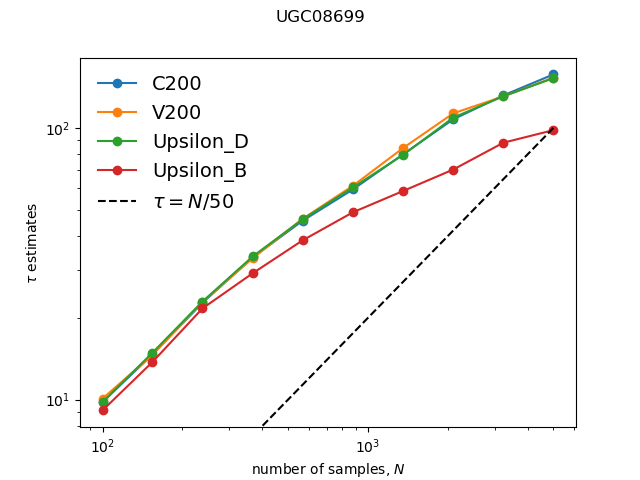 UGC08699
C200
V200
Upsilon_D
Upsilon_B
τ = N/50
10²
10¹
τ estimates
10² 10³
number of samples, N